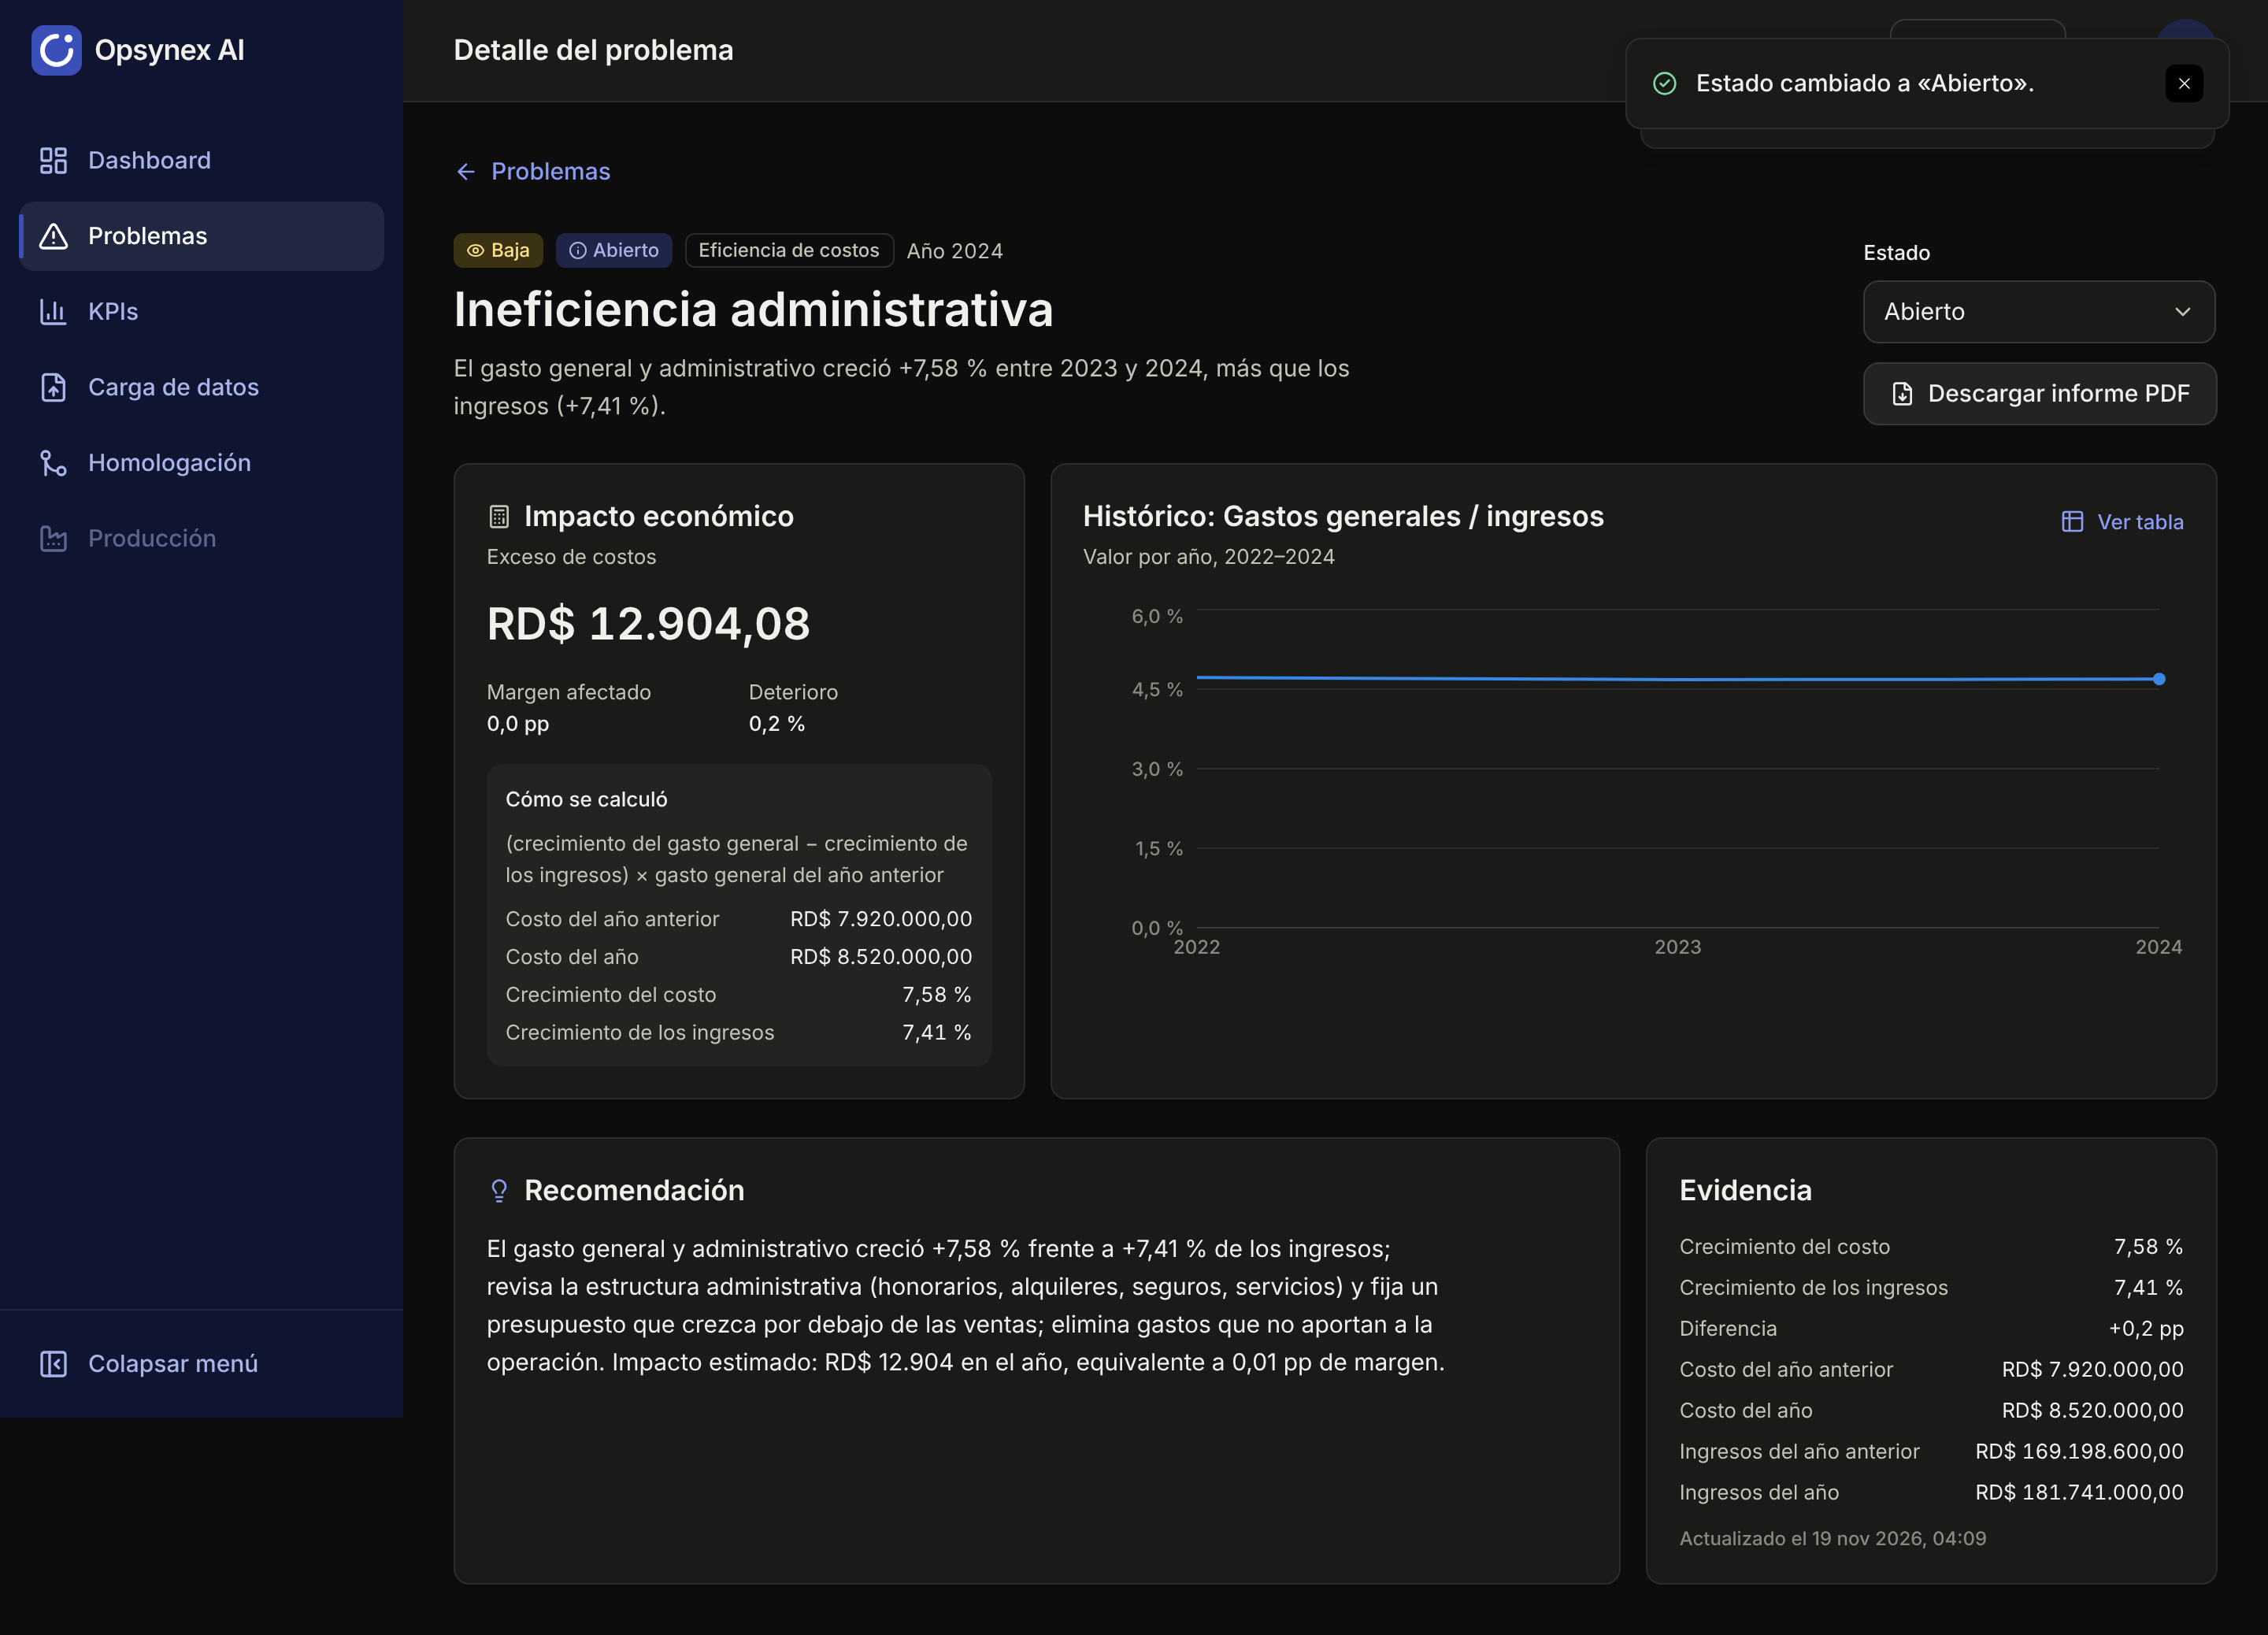 Opsynex AI
Dashboard
Problemas
KPIs
Carga de datos
Homologación
Producción
Colapsar menú
Detalle del problema
Estado cambiado a «Abierto».
Problemas
Baja
Abierto
Eficiencia de costos
Año 2024
Ineficiencia administrativa
El gasto general y administrativo creció +7,58 % entre 2023 y 2024, más que los
ingresos (+7,41 %).
Estado
Abierto
Descargar informe PDF
Impacto económico
Exceso de costos
RD$ 12.904,08
Margen afectado
0,0 pp
Deterioro
0,2 %
Cómo se calculó
(crecimiento del gasto general − crecimiento de
los ingresos) × gasto general del año anterior
Costo del año anterior RD$ 7.920.000,00
Costo del año RD$ 8.520.000,00
Crecimiento del costo 7,58 %
Crecimiento de los ingresos 7,41 %
Histórico: Gastos generales / ingresos
Valor por año, 2022–2024
Ver tabla
6,0 %
4,5 %
3,0 %
1,5 %
0,0 %
2022 2023 2024
Recomendación
El gasto general y administrativo creció +7,58 % frente a +7,41 % de los ingresos;
revisa la estructura administrativa (honorarios, alquileres, seguros, servicios) y fija un
presupuesto que crezca por debajo de las ventas; elimina gastos que no aportan a la
operación. Impacto estimado: RD$ 12.904 en el año, equivalente a 0,01 pp de margen.
Evidencia
Crecimiento del costo 7,58 %
Crecimiento de los ingresos 7,41 %
Diferencia +0,2 pp
Costo del año anterior RD$ 7.920.000,00
Costo del año RD$ 8.520.000,00
Ingresos del año anterior RD$ 169.198.600,00
Ingresos del año RD$ 181.741.000,00
Actualizado el 19 nov 2026, 04:09